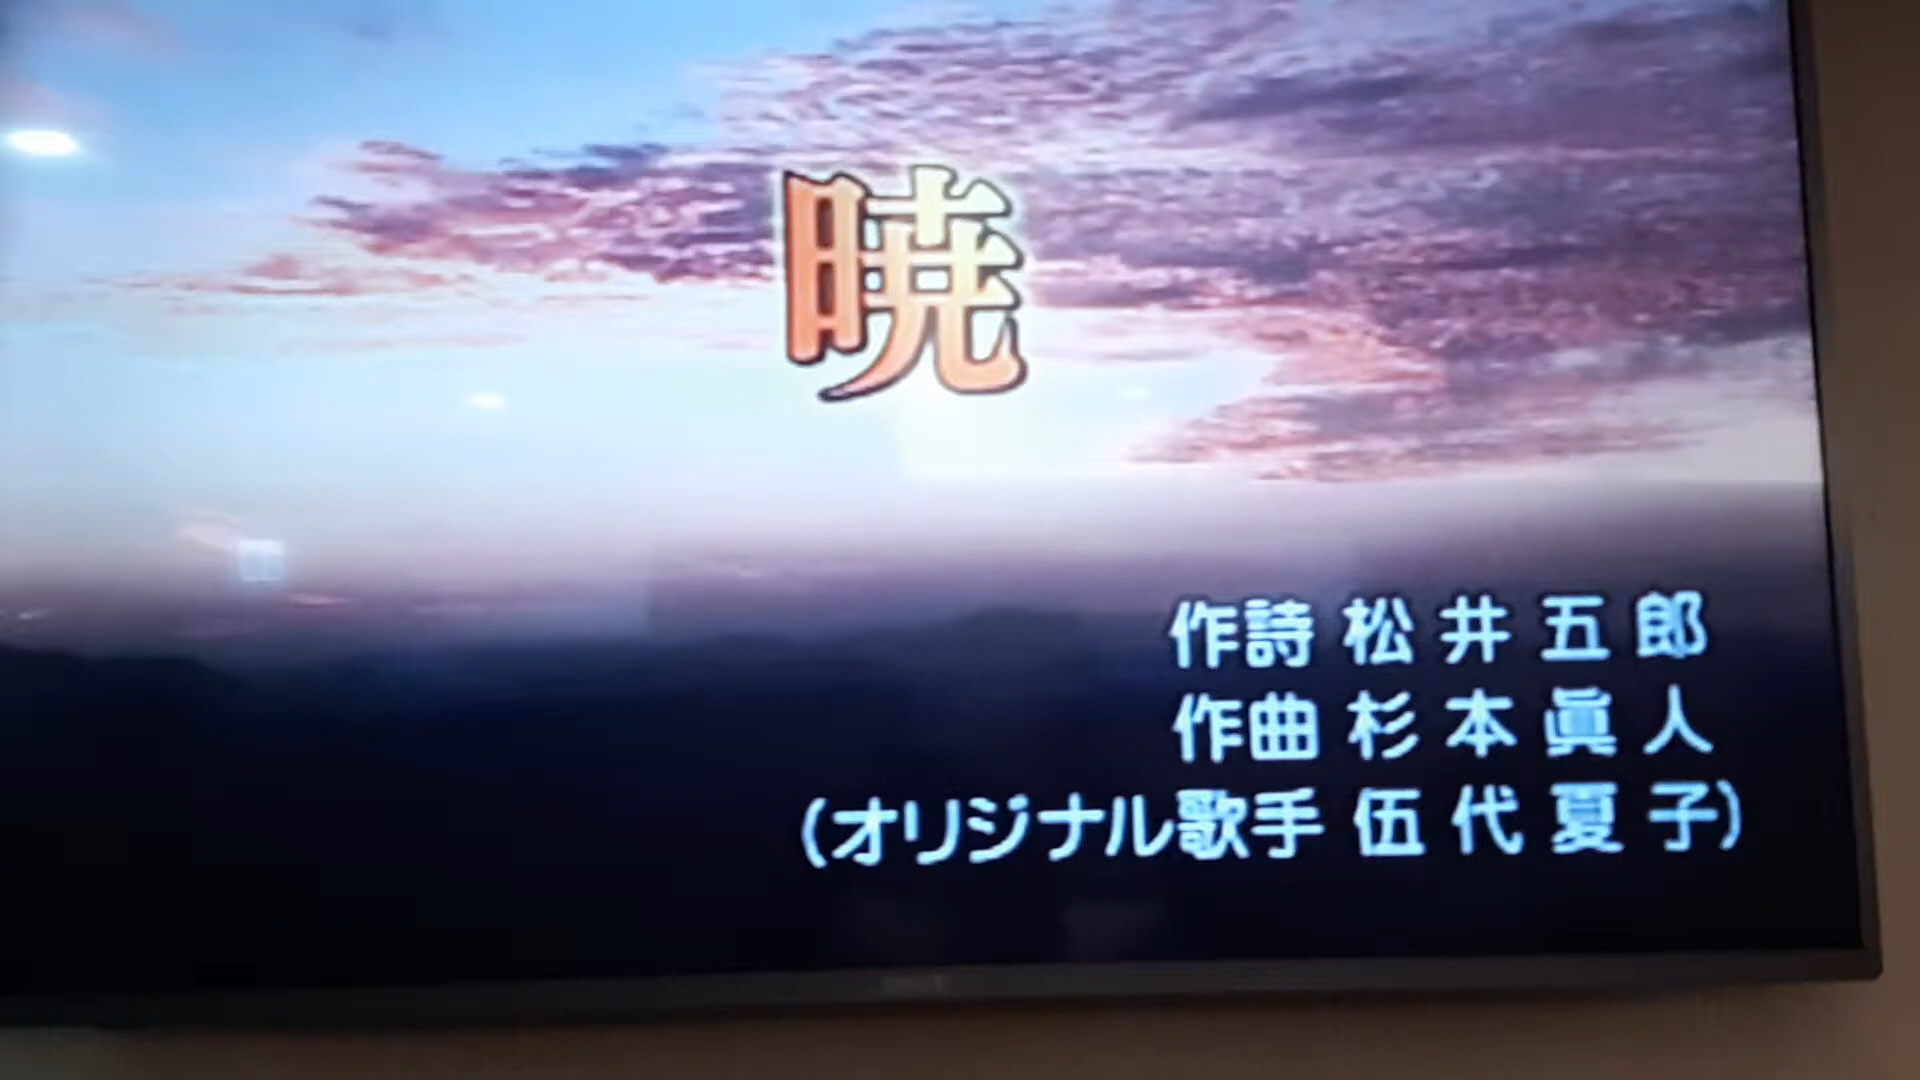 暁
作詩 松井五郎
作曲 杉本眞人
(オリジナル歌手 伍代夏子)